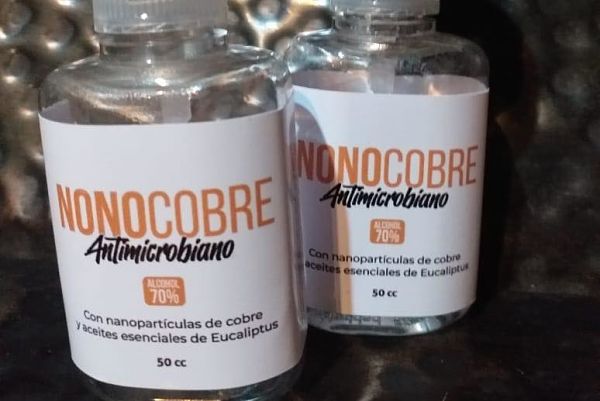 NONOCOBRE
Antimicrobiano
ALCOHOL
70%
Con nanopartículas de cobre
y aceites esenciales de Eucaliptus
50 cc
NONOCOBRE
Antimicrobiano
ALCOHOL
70%
Con nanopartículas de cobre
y aceites esenciales de Eucaliptus
50 cc